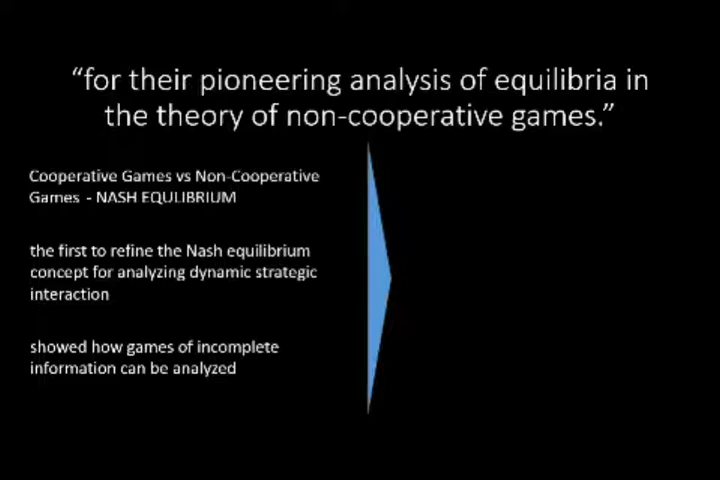 “for their pioneering analysis of equilibria in
the theory of non-cooperative games.”
Cooperative Games vs Non-Cooperative
Games - NASH EQULIBRIUM
the first to refine the Nash equilibrium
concept for analyzing dynamic strategic
interaction
showed how games of incomplete
information can be analyzed